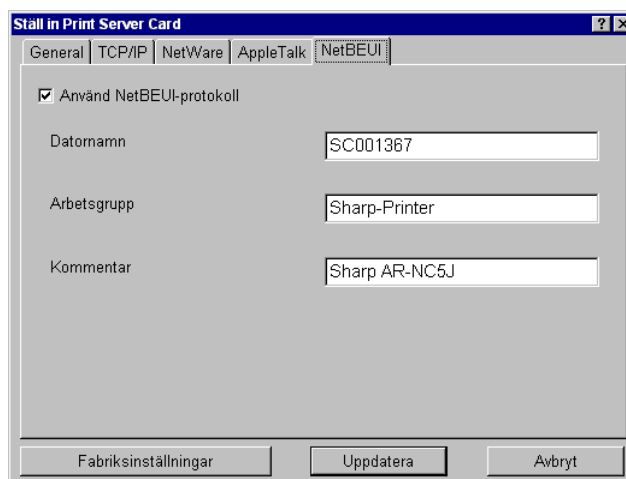 Ställ in Print Server Card
General TCP/IP NetWare AppleTalk NetBEUI
Använd NetBEUI-protokoll
Datornamn SC001367
Arbetsgrupp Sharp-Printer
Kommentar Sharp AR-NC5J
Fabriksinställningar Uppdatera Avbryt